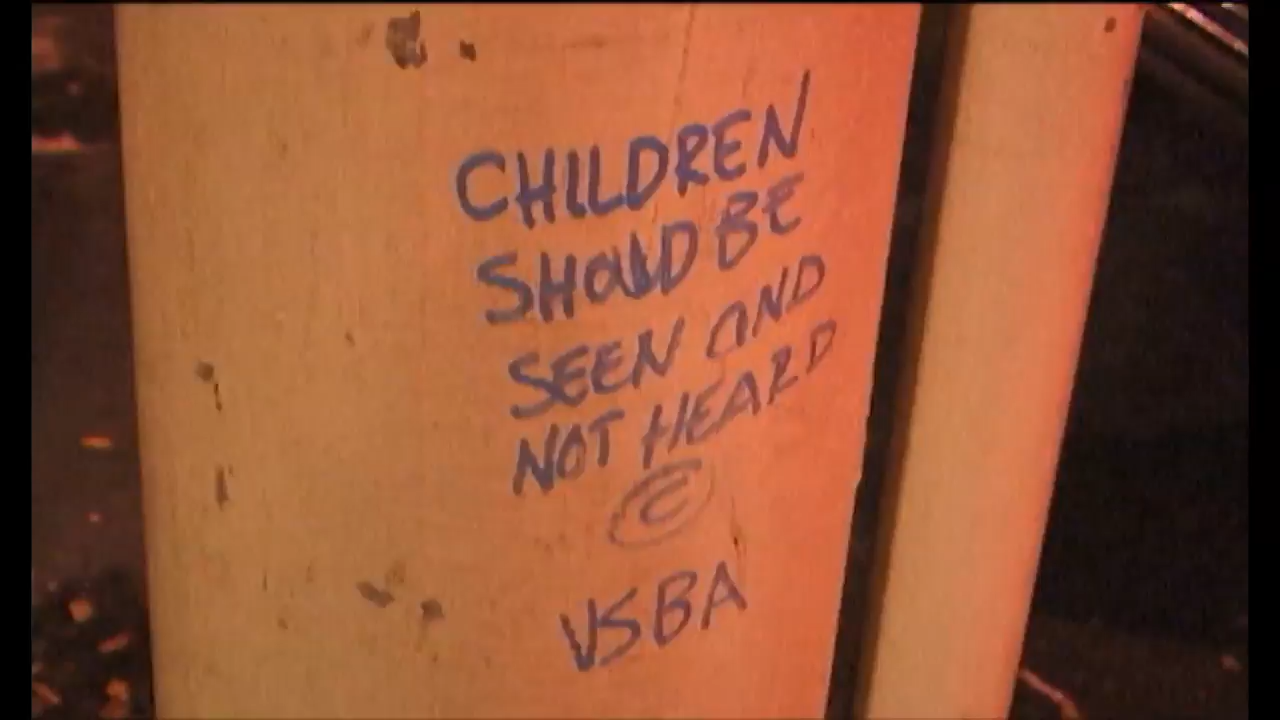 CHILDREN
SHOULD BE
SEEN AND
NOT HEARD
©
VSBA